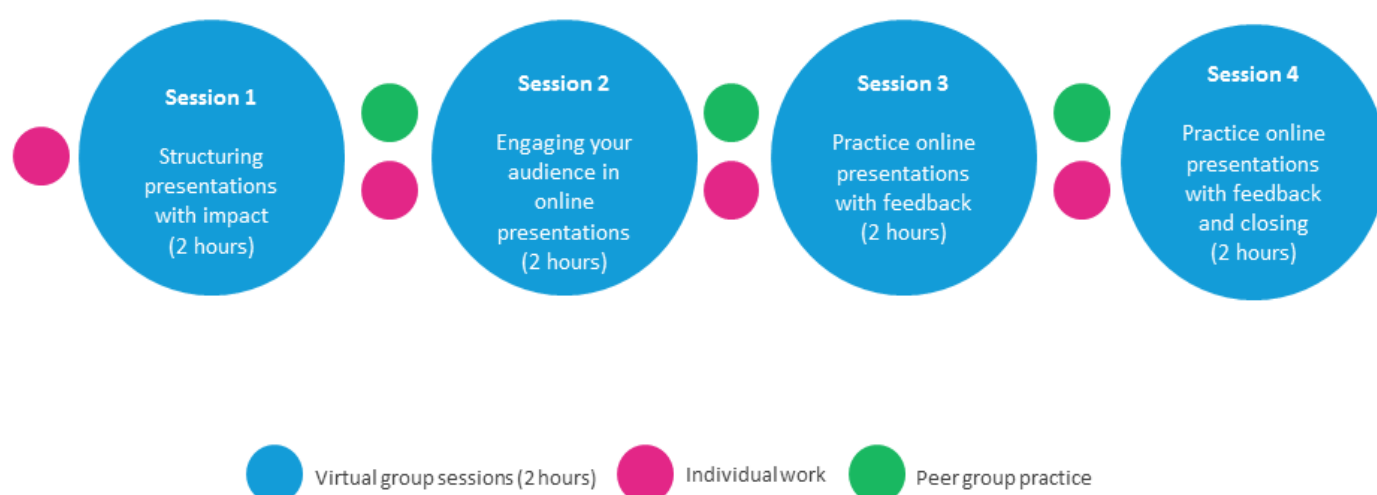 Session 1
Structuring
presentations
with impact
(2 hours)
Session 2
Engaging your
audience in
online
presentations
(2 hours)
Session 3
Practice online
presentations
with feedback
(2 hours)
Session 4
Practice online
presentations
with feedback
and closing
(2 hours)
Virtual group sessions (2 hours)
Individual work
Peer group practice